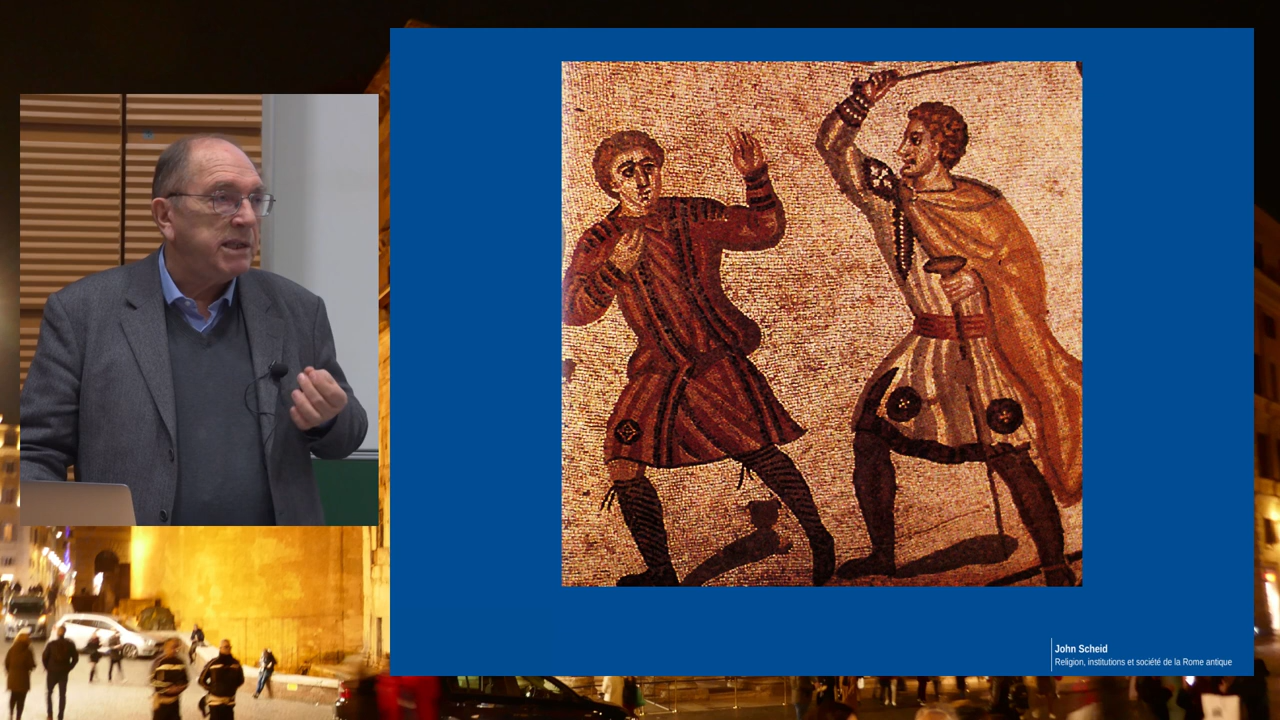 John Scheid
Religion, institutions et société de la Rome antique